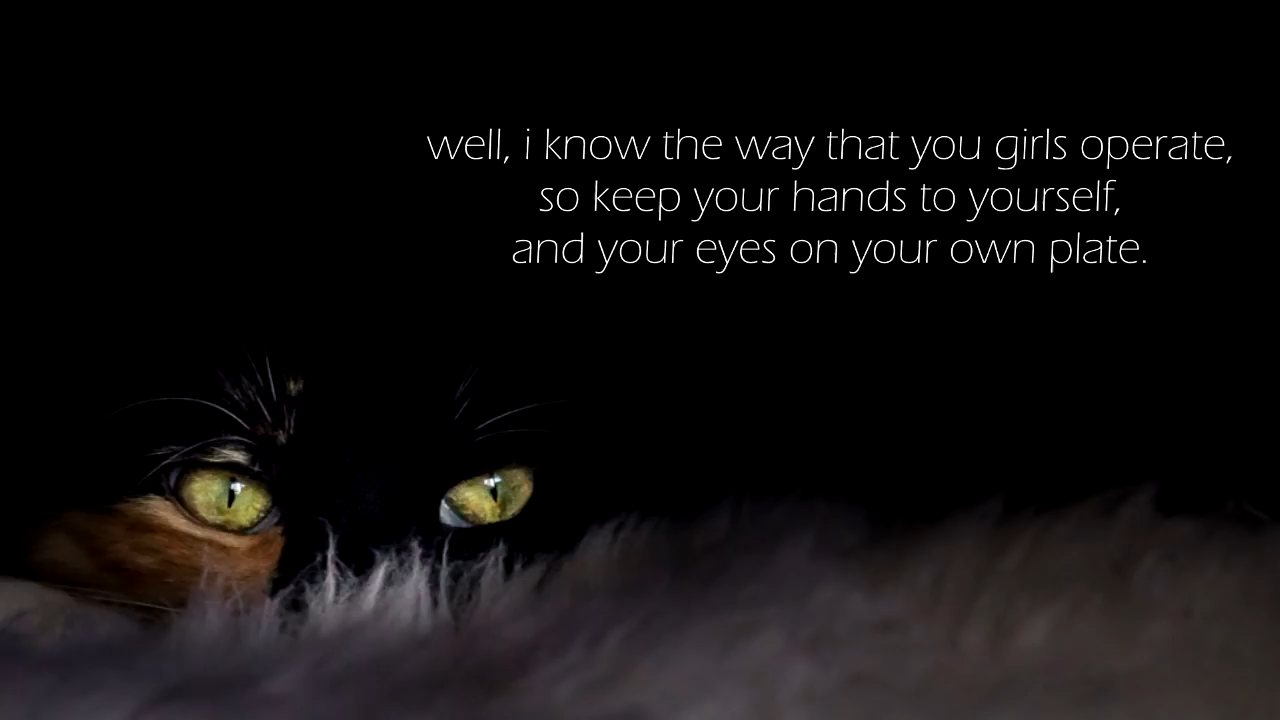 well, i know the way that you girls operate,
so keep your hands to yourself,
and your eyes on your own plate.